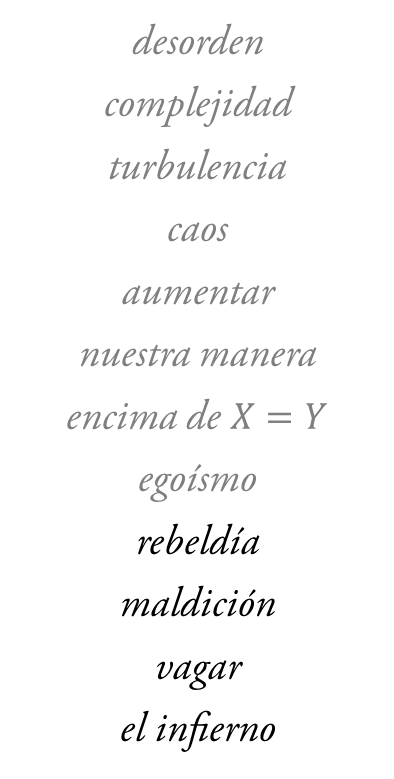 desorden
complejidad
turbulencia
caos
aumentar
nuestra manera
encima de X = Y
egoísmo
rebeldía
maldición
vagar
el infierno